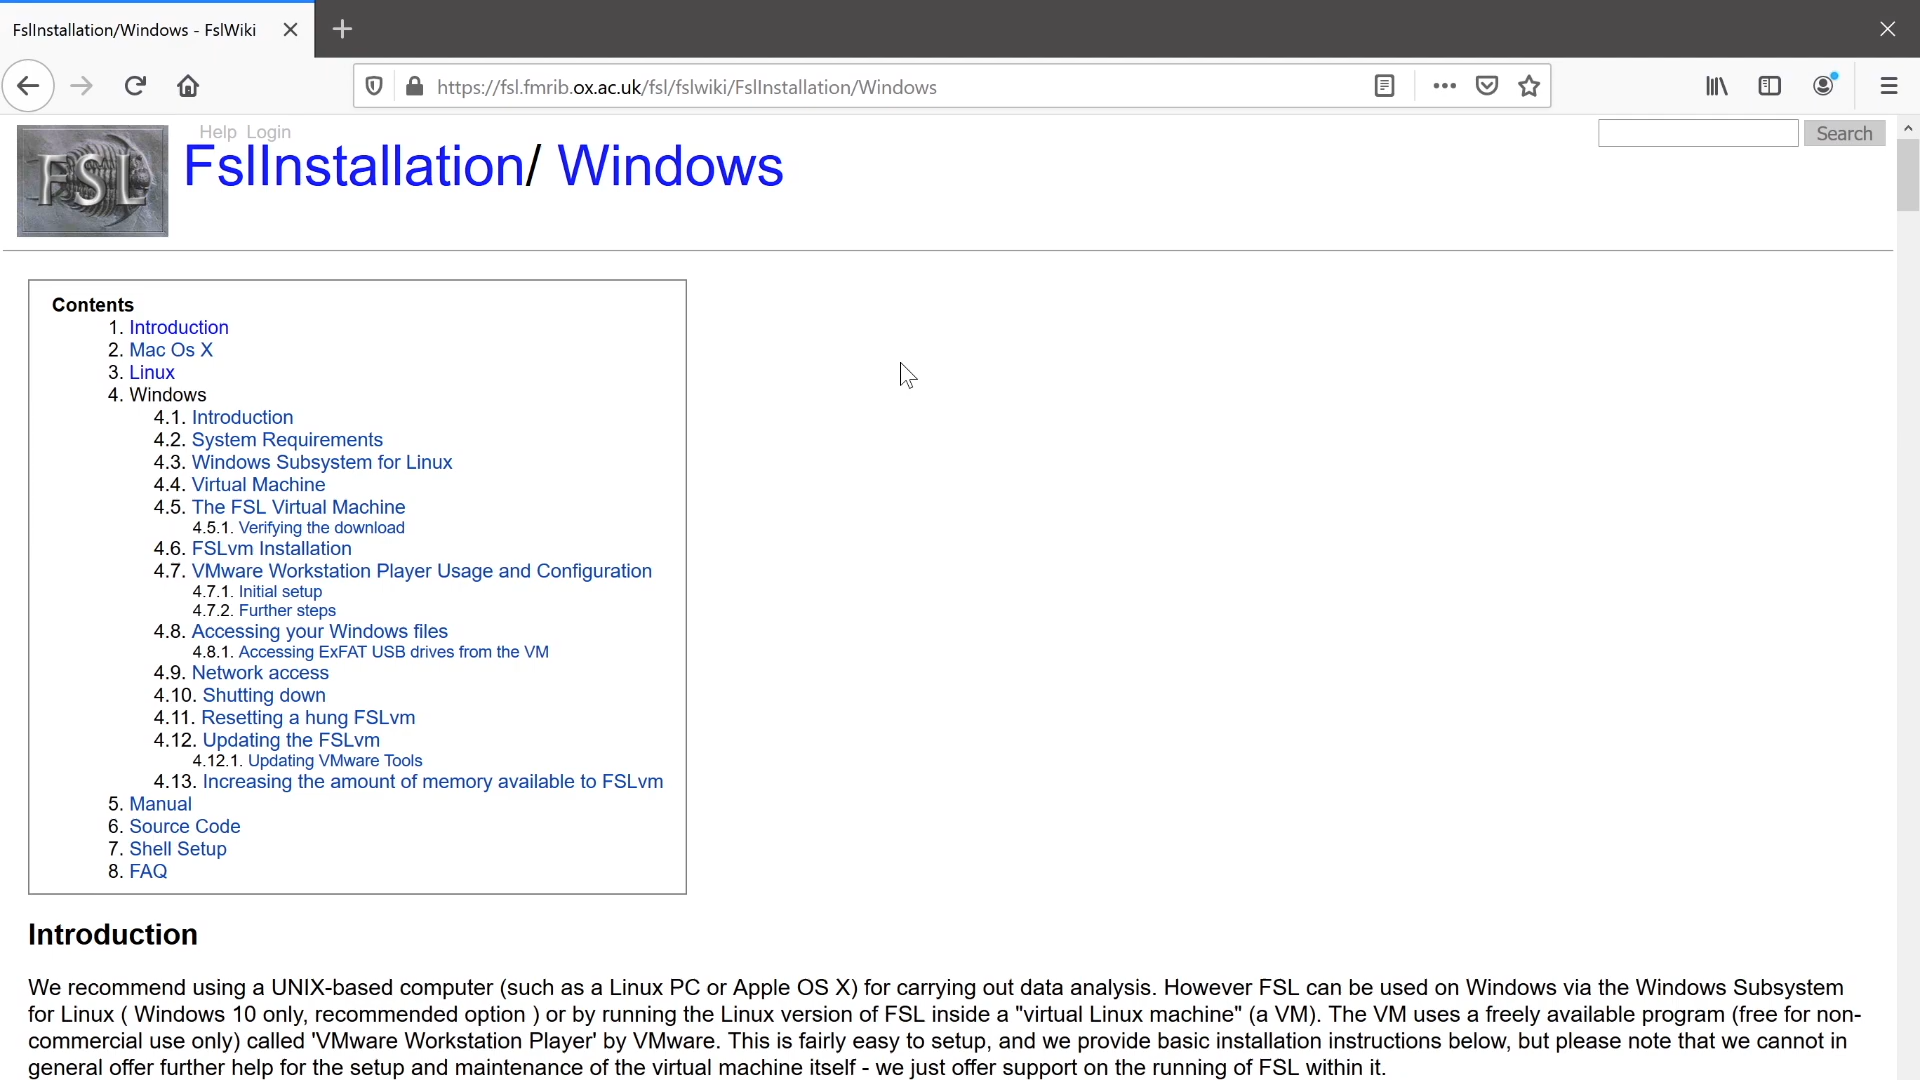 FslInstallation/Windows - FslWiki
https://fsl.fmrib.ox.ac.uk/fsl/fslwiki/FslInstallation/Windows
Help Login
Search
FSL
FslInstallation/ Windows
Contents
1. Introduction
2. Mac Os X
3. Linux
4. Windows
4.1. Introduction
4.2. System Requirements
4.3. Windows Subsystem for Linux
4.4. Virtual Machine
4.5. The FSL Virtual Machine
4.5.1. Verifying the download
4.6. FSLvm Installation
4.7. VMware Workstation Player Usage and Configuration
4.7.1. Initial setup
4.7.2. Further steps
4.8. Accessing your Windows files
4.8.1. Accessing ExFAT USB drives from the VM
4.9. Network access
4.10. Shutting down
4.11. Resetting a hung FSLvm
4.12. Updating the FSLvm
4.12.1. Updating VMware Tools
4.13. Increasing the amount of memory available to FSLvm
5. Manual
6. Source Code
7. Shell Setup
8. FAQ
Introduction
We recommend using a UNIX-based computer (such as a Linux PC or Apple OS X) for carrying out data analysis. However FSL can be used on Windows via the Windows Subsystem
for Linux ( Windows 10 only, recommended option ) or by running the Linux version of FSL inside a "virtual Linux machine" (a VM). The VM uses a freely available program (free for non-
commercial use only) called 'VMware Workstation Player' by VMware. This is fairly easy to setup, and we provide basic installation instructions below, but please note that we cannot in
general offer further help for the setup and maintenance of the virtual machine itself - we just offer support on the running of FSL within it.